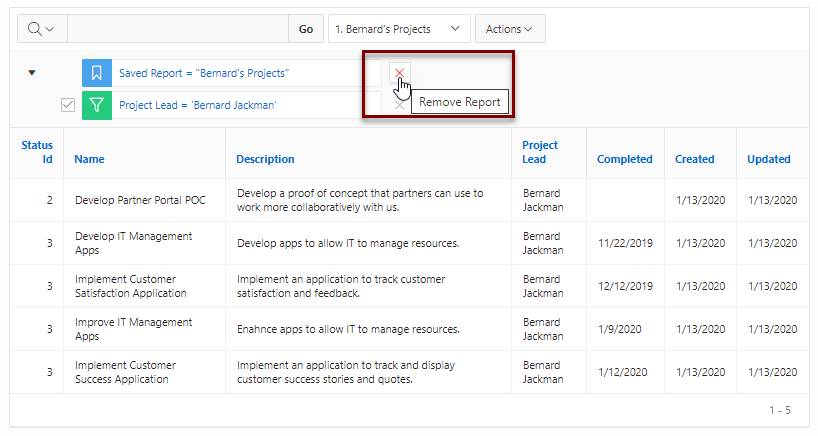 Go
1. Bernard's Projects
Actions
Saved Report = "Bernard's Projects"
Project Lead = 'Bernard Jackman'
Remove Report
Status Id
Name
Description
Project Lead
Completed
Created
Updated
2
Develop Partner Portal POC
Develop a proof of concept that partners can use to
work more collaboratively with us.
Bernard
Jackman
1/13/2020
1/13/2020
3
Develop IT Management
Apps
Develop apps to allow IT to manage resources.
Bernard
Jackman
11/22/2019
1/13/2020
1/13/2020
3
Implement Customer
Satisfaction Application
Implement an application to track customer
satisfaction and feedback.
Bernard
Jackman
12/12/2019
1/13/2020
1/13/2020
3
Improve IT Management
Apps
Enahnce apps to allow IT to manage resources.
Bernard
Jackman
1/9/2020
1/13/2020
1/13/2020
3
Implement Customer
Success Application
Implement an application to track and display
customer success stories and quotes.
Bernard
Jackman
1/12/2020
1/13/2020
1/13/2020
1 - 5